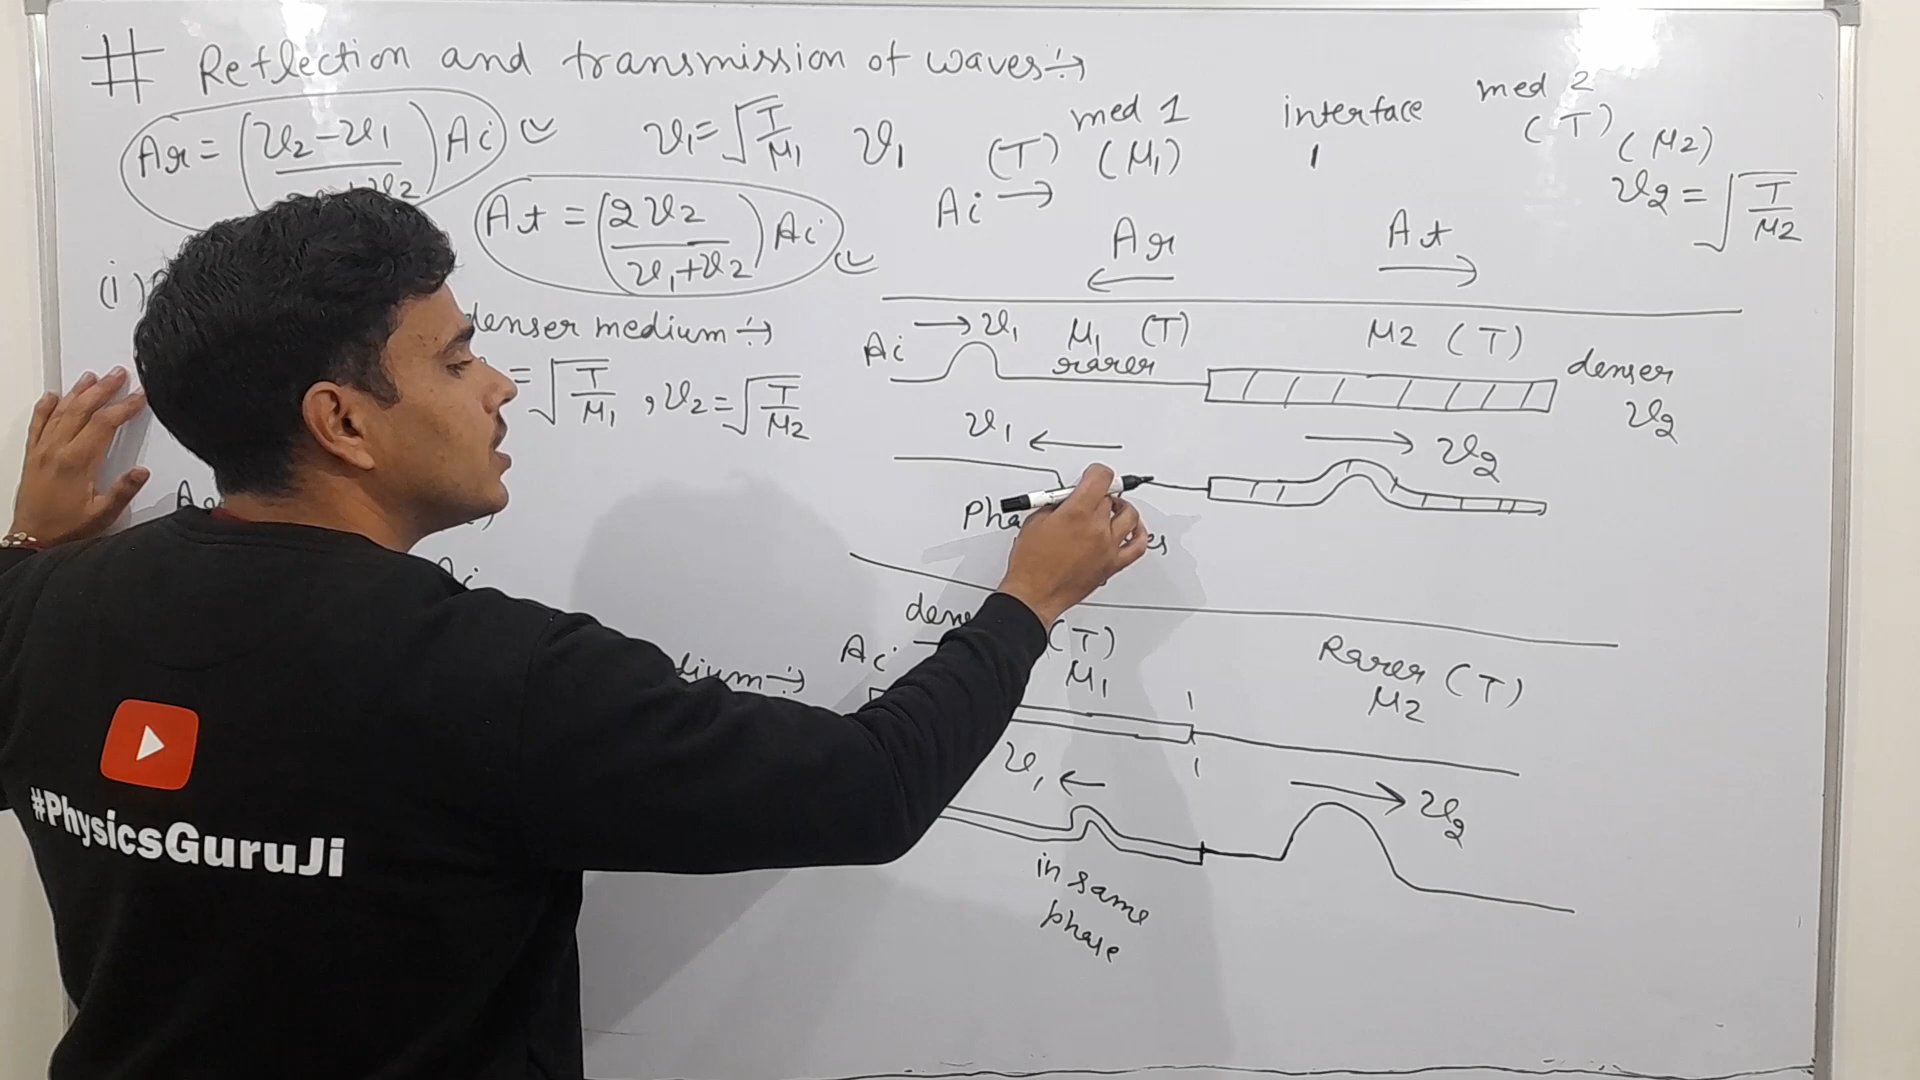 # Reflection and transmission of waves :→
Ar = (v2 - v1 / v2) Ai
v1 = √(T/μ1) v1
(T) med 1 (μ1)
interface
med 2 (T) (μ2)
v2 = √(T/μ2)
At = (2v2 / v1+v2) Ai
Ai →
Ar ←
At →
(i)
denser medium :→
= √(T/μ1) , v2 = √(T/μ2)
Ai → v1 μ1 (T) rarer
μ2 (T) denser v2
v1 ← → v2
(T) μ1
Ai
Rarer (T) μ2
v1 ← → v2
in same
phase
#PhysicsGuruJi